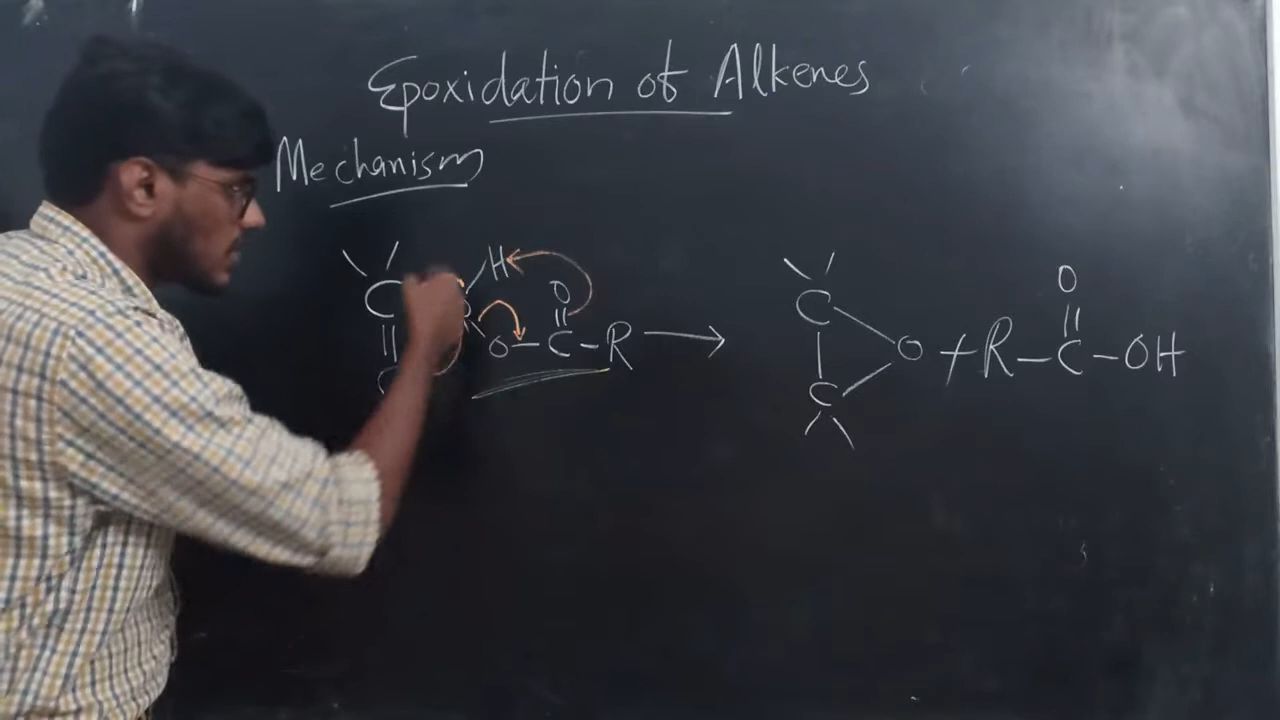 Epoxidation of Alkenes
Mechanism
H O C O
C O-C-R → C O + R-C-OH
C C